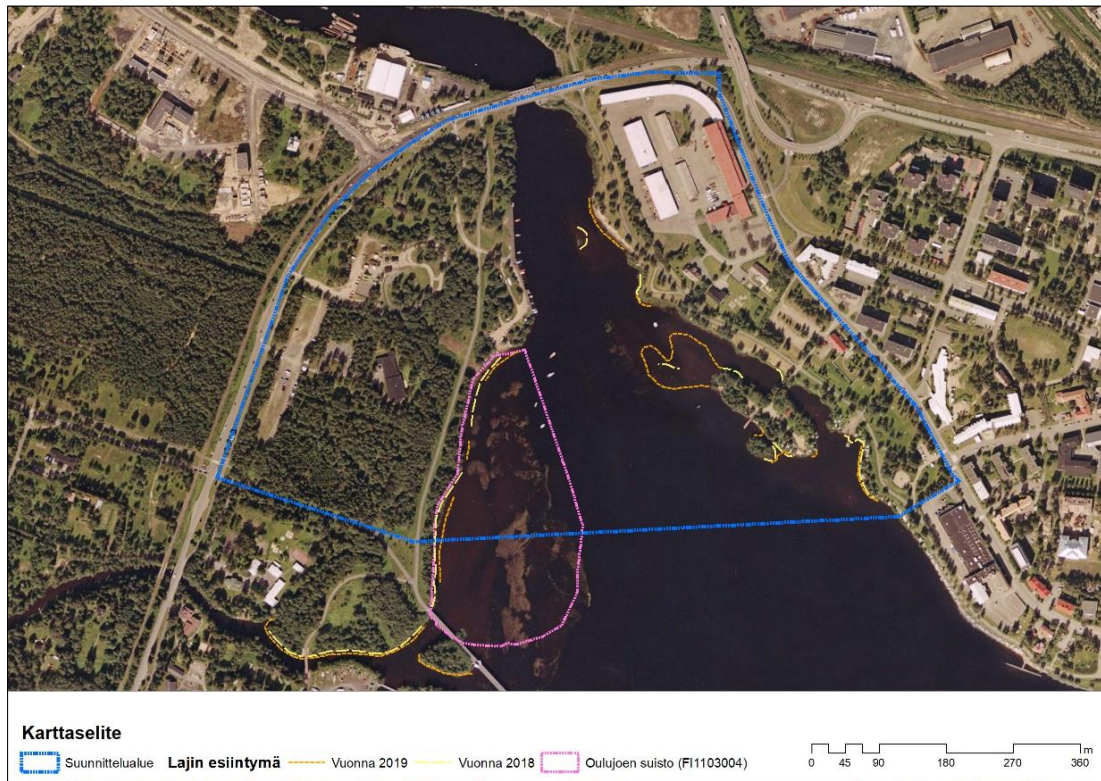 Karttaselite
Suunnittelualue Lajin esiintymä Vuonna 2019 Vuonna 2018 Oulujoen suisto (FI1103004)
m
0 45 90 180 270 360